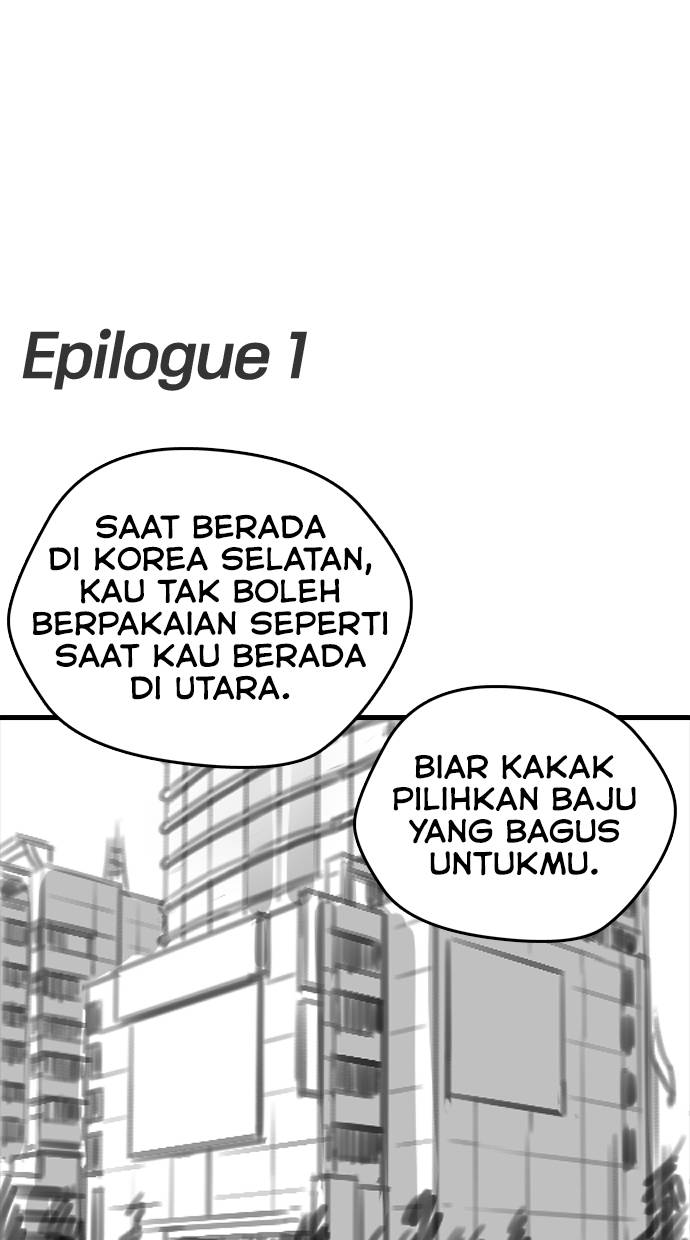 Epilogue 1
SAAT BERADA
DI KOREA SELATAN,
KAU TAK BOLEH
BERPAKAIAN SEPERTI
SAAT KAU BERADA
DI UTARA.
BIAR KAKAK
PILIHKAN BAJU
YANG BAGUS
UNTUKMU.